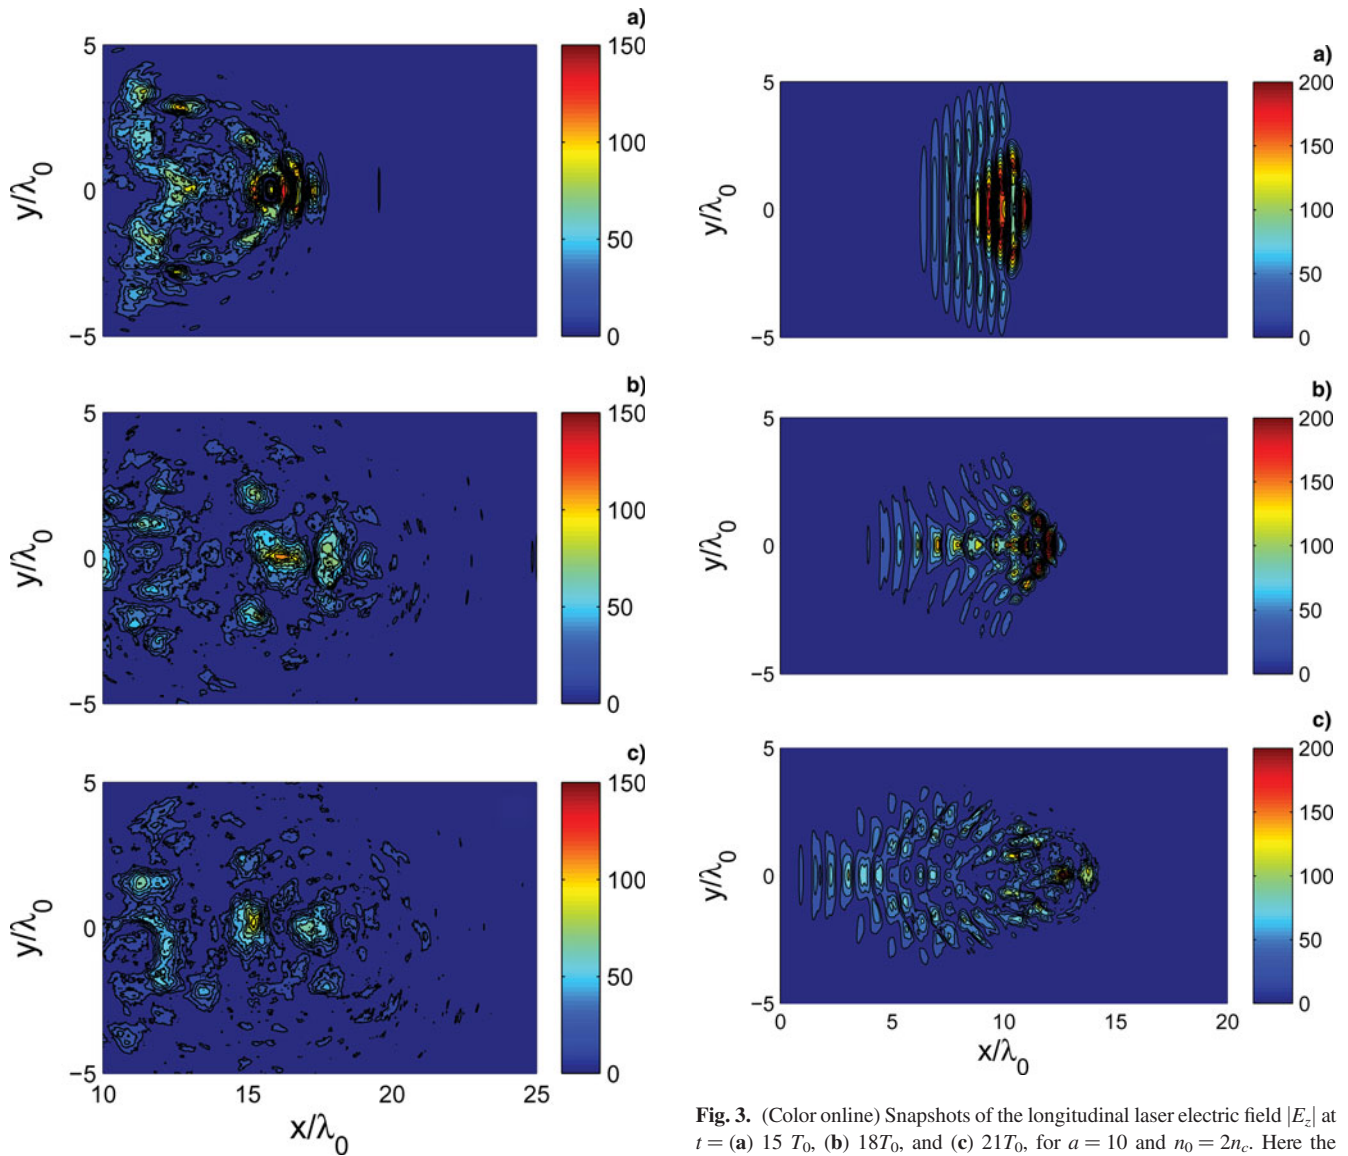 a)
5
0
−5
y/λ0
150
100
50
0
b)
5
0
−5
y/λ0
150
100
50
0
c)
5
0
−5
y/λ0
150
100
50
0
10 15 20 25
x/λ0
a)
5
0
−5
y/λ0
200
150
100
50
0
b)
5
0
−5
y/λ0
200
150
100
50
0
c)
5
0
−5
y/λ0
200
150
100
50
0
0 5 10 15 20
x/λ0
Fig. 3. (Color online) Snapshots of the longitudinal laser electric field |Ez| at
t = (a) 15 T0, (b) 18T0, and (c) 21T0, for a = 10 and n0 = 2nc. Here the